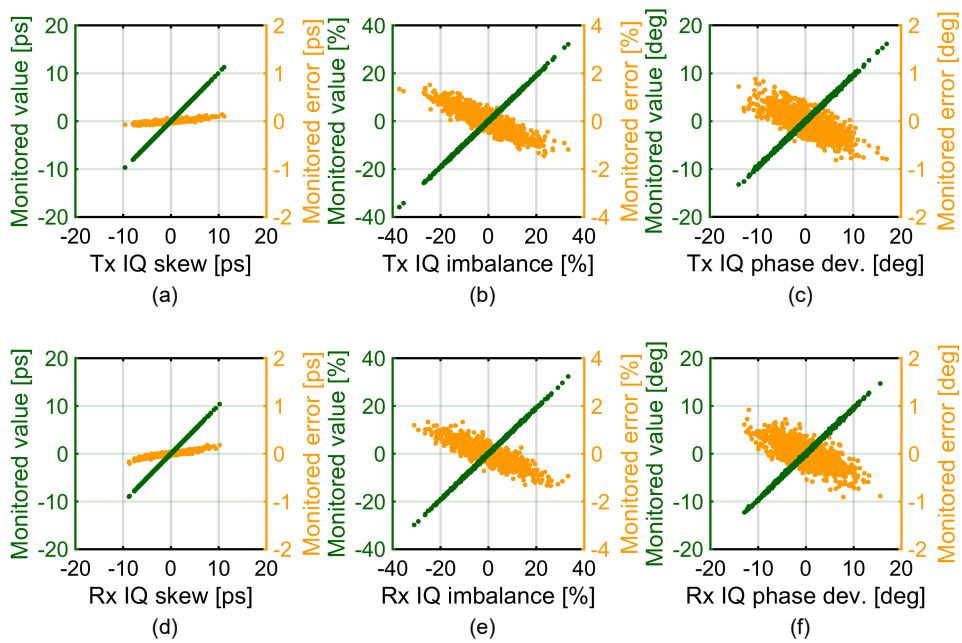 Monitored value [ps]
20
10
0
-10
-20
2
1
0
-1
-2
Monitored error [ps]
-20 -10 0 10 20
Tx IQ skew [ps]
(a)
Monitored value [%]
40
20
0
-20
-40
4
2
0
-2
-4
Monitored error [%]
-40 -20 0 20 40
Tx IQ imbalance [%]
(b)
Monitored value [deg]
20
10
0
-10
-20
2
1
0
-1
-2
Monitored error [deg]
-20 -10 0 10 20
Tx IQ phase dev. [deg]
(c)
Monitored value [ps]
20
10
0
-10
-20
2
1
0
-1
-2
Monitored error [ps]
-20 -10 0 10 20
Rx IQ skew [ps]
(d)
Monitored value [%]
40
20
0
-20
-40
4
2
0
-2
-4
Monitored error [%]
-40 -20 0 20 40
Rx IQ imbalance [%]
(e)
Monitored value [deg]
20
10
0
-10
-20
2
1
0
-1
-2
Monitored error [deg]
-20 -10 0 10 20
Rx IQ phase dev. [deg]
(f)